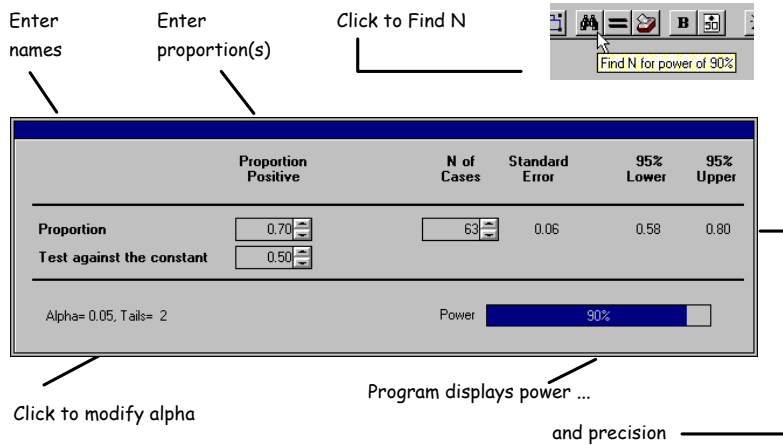 Enter
names
Enter
proportion(s)
Click to Find N
B
Find N for power of 90%
Proportion
Positive
N of
Cases
Standard
Error
95%
Lower
95%
Upper
Proportion 0.70 63 0.06 0.58 0.80
Test against the constant 0.50
Alpha= 0.05, Tails= 2 Power 90%
Program displays power ...
Click to modify alpha
and precision